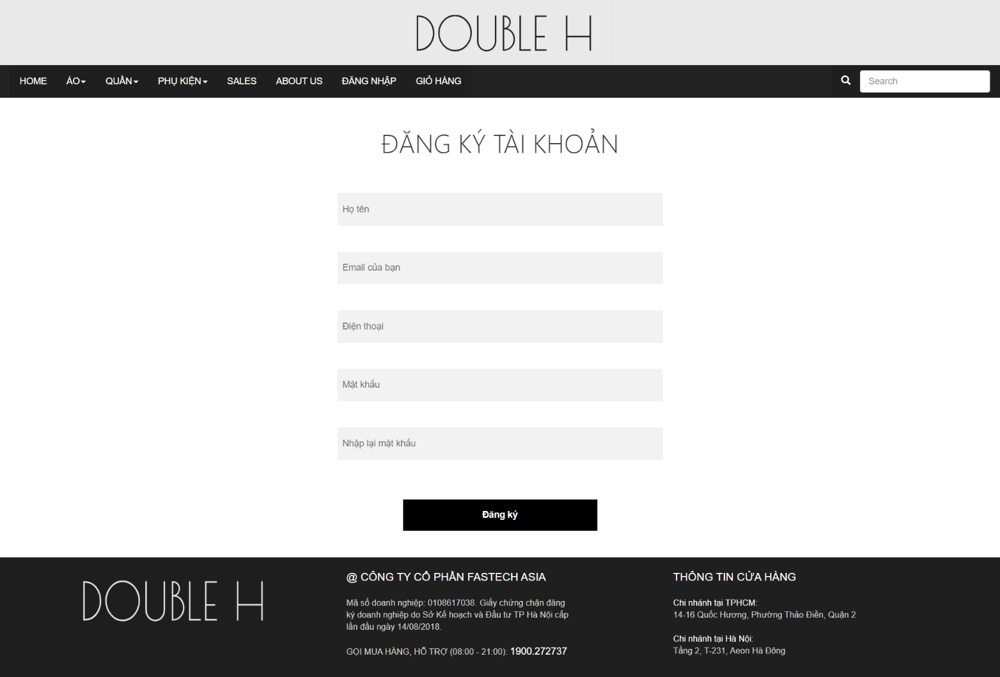 DOUBLE H
HOME ÁO QUẦN PHỤ KIỆN SALES ABOUT US ĐĂNG NHẬP GIỎ HÀNG Search
ĐĂNG KÝ TÀI KHOẢN
Họ tên
Email của bạn
Điện thoại
Mật khẩu
Nhập lại mật khẩu
Đăng ký
DOUBLE H
@ CÔNG TY CỔ PHẦN FASTECH ASIA
Mã số doanh nghiệp: 0108617038. Giấy chứng chận đăng
ký doanh nghiệp do Sở Kế hoạch và Đầu tư TP Hà Nội cấp
lần đầu ngày 14/08/2018.
GỌI MUA HÀNG, HỖ TRỢ (08:00 - 21:00): 1900.272737
THÔNG TIN CỬA HÀNG
Chi nhánh tại TPHCM:
14-16 Quốc Hương, Phường Thảo Điền, Quận 2
Chi nhánh tại Hà Nội:
Tầng 2, T-231, Aeon Hà Đông